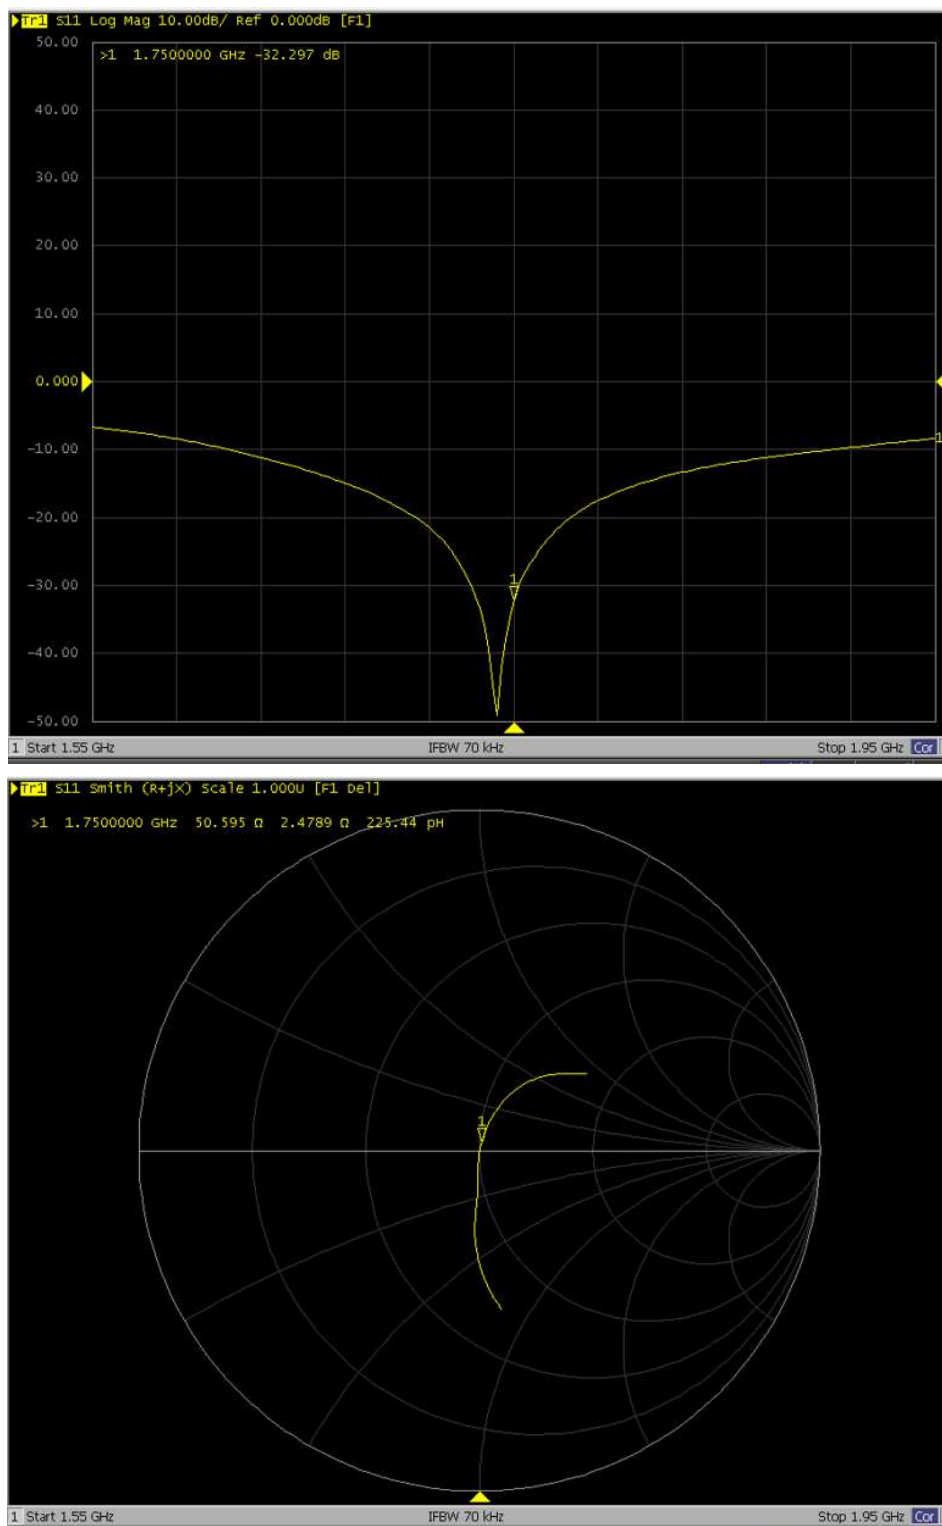 Tr1 S11 Log Mag 10.00dB/ Ref 0.000dB [F1]
50.00
>1 1.7500000 GHz -32.297 dB
40.00
30.00
20.00
10.00
0.000
-10.00
1
-20.00
-30.00
1
-40.00
-50.00
1 Start 1.55 GHz IFBW 70 kHz Stop 1.95 GHz Cor
Tr1 S11 Smith (R+jX) Scale 1.000U [F1 Del]
>1 1.7500000 GHz 50.595 Ω 2.4789 Ω 225.44 pH
1
1 Start 1.55 GHz IFBW 70 kHz Stop 1.95 GHz Cor